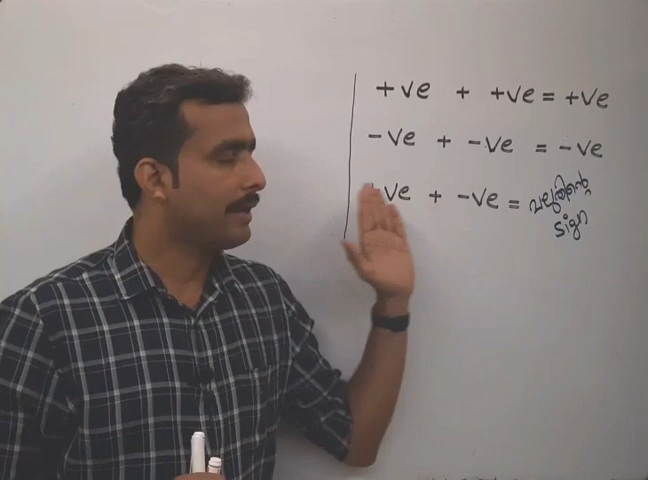 +ve + +ve = +ve
-ve + -ve = -ve
+ve + -ve = വലുതിന്റെ
sign